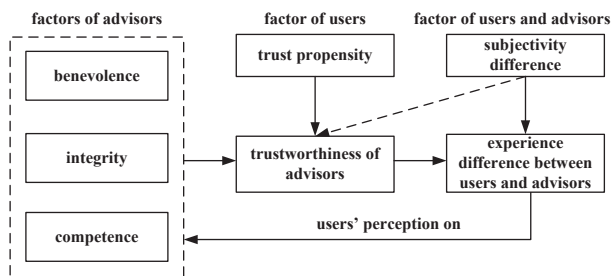 factors of advisors
factor of users
factor of users and advisors
benevolence
integrity
competence
trust propensity
subjectivity
difference
trustworthiness of
advisors
experience
difference between
users and advisors
users' perception on